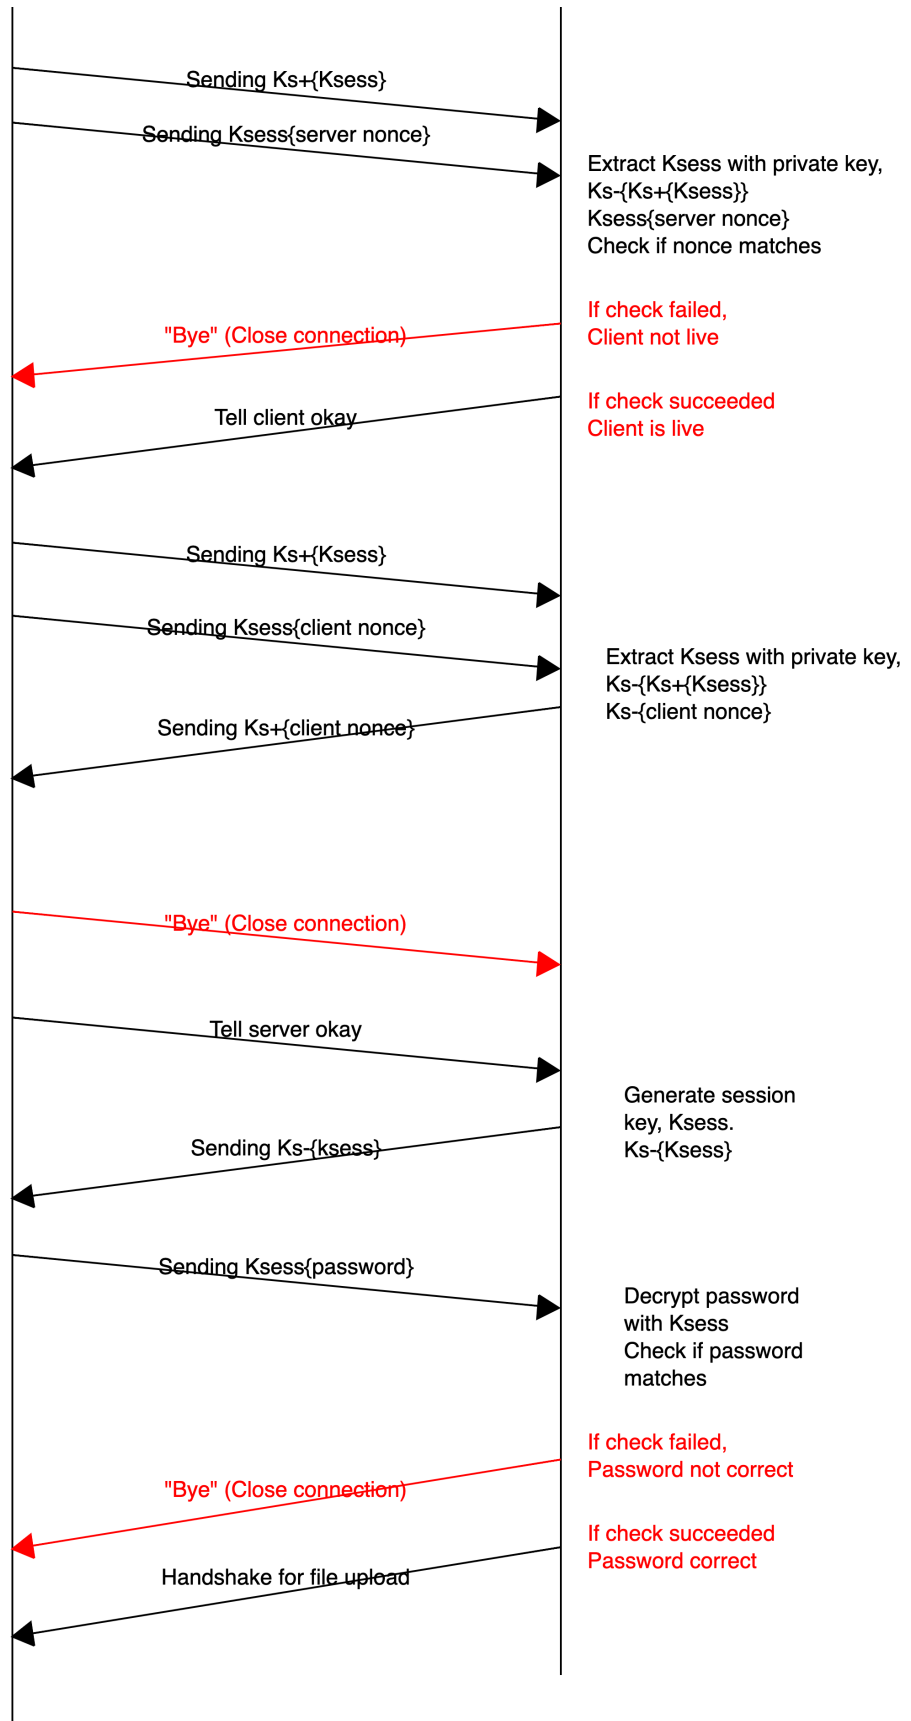 Sending Ks+{Ksess}
Sending Ksess{server nonce}
Extract Ksess with private key,
Ks-{Ks+{Ksess}}
Ksess{server nonce}
Check if nonce matches
If check failed,
Client not live
"Bye" (Close connection)
If check succeeded
Client is live
Tell client okay
Sending Ks+{Ksess}
Sending Ksess{client nonce}
Extract Ksess with private key,
Ks-{Ks+{Ksess}}
Ks-{client nonce}
Sending Ks+{client nonce}
"Bye" (Close connection)
Tell server okay
Generate session
key, Ksess.
Ks-{Ksess}
Sending Ks-{ksess}
Sending Ksess{password}
Decrypt password
with Ksess
Check if password
matches
If check failed,
Password not correct
"Bye" (Close connection)
If check succeeded
Password correct
Handshake for file upload